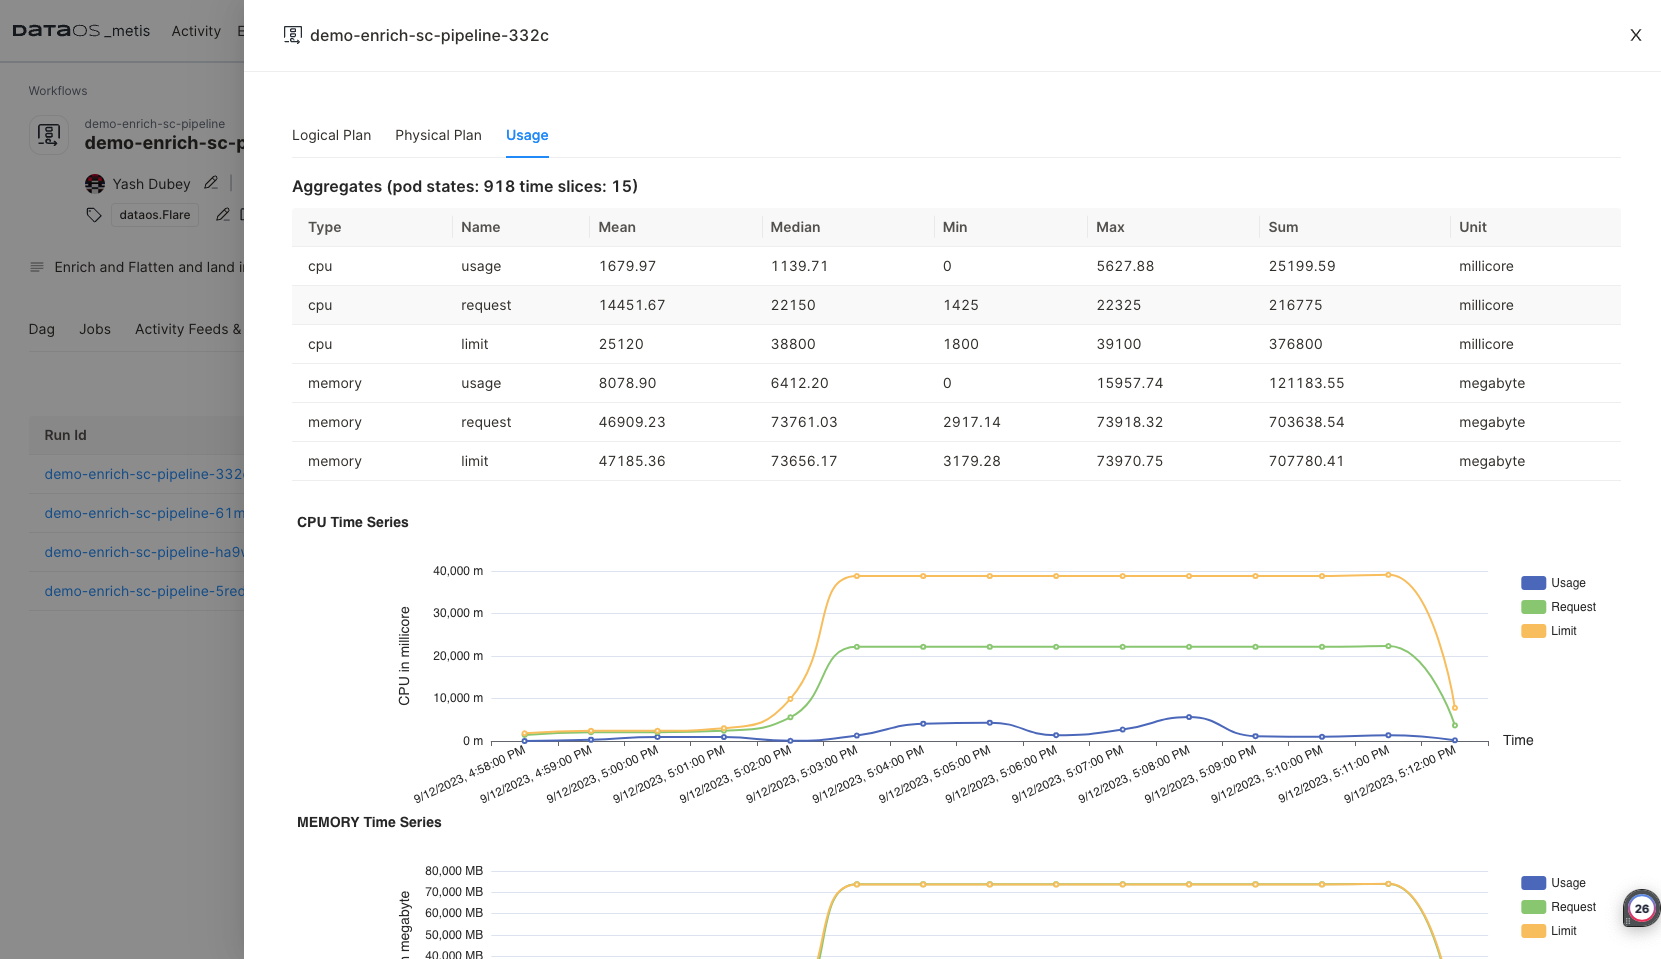 DATAOS _metis Activity E
Workflows
demo-enrich-sc-pipeline
demo-enrich-sc-p
Yash Dubey
dataos.Flare
Enrich and Flatten and land i
Dag Jobs Activity Feeds &
Run Id
demo-enrich-sc-pipeline-332
demo-enrich-sc-pipeline-61m
demo-enrich-sc-pipeline-ha9
demo-enrich-sc-pipeline-5red
demo-enrich-sc-pipeline-332c X
Logical Plan Physical Plan Usage
Aggregates (pod states: 918 time slices: 15)
Type Name Mean Median Min Max Sum Unit
cpu usage 1679.97 1139.71 0 5627.88 25199.59 millicore
cpu request 14451.67 22150 1425 22325 216775 millicore
cpu limit 25120 38800 1800 39100 376800 millicore
memory usage 8078.90 6412.20 0 15957.74 121183.55 megabyte
memory request 46909.23 73761.03 2917.14 73918.32 703638.54 megabyte
memory limit 47185.36 73656.17 3179.28 73970.75 707780.41 megabyte
CPU Time Series
CPU in millicore
40,000 m
30,000 m
20,000 m
10,000 m
0 m
9/12/2023, 4:58:00 PM
9/12/2023, 4:59:00 PM
9/12/2023, 5:00:00 PM
9/12/2023, 5:01:00 PM
9/12/2023, 5:02:00 PM
9/12/2023, 5:03:00 PM
9/12/2023, 5:04:00 PM
9/12/2023, 5:05:00 PM
9/12/2023, 5:06:00 PM
9/12/2023, 5:07:00 PM
9/12/2023, 5:08:00 PM
9/12/2023, 5:09:00 PM
9/12/2023, 5:10:00 PM
9/12/2023, 5:11:00 PM
9/12/2023, 5:12:00 PM
Time
Usage
Request
Limit
MEMORY Time Series
megabyte
80,000 MB
70,000 MB
60,000 MB
50,000 MB
40,000 MB
Usage
Request
Limit
26